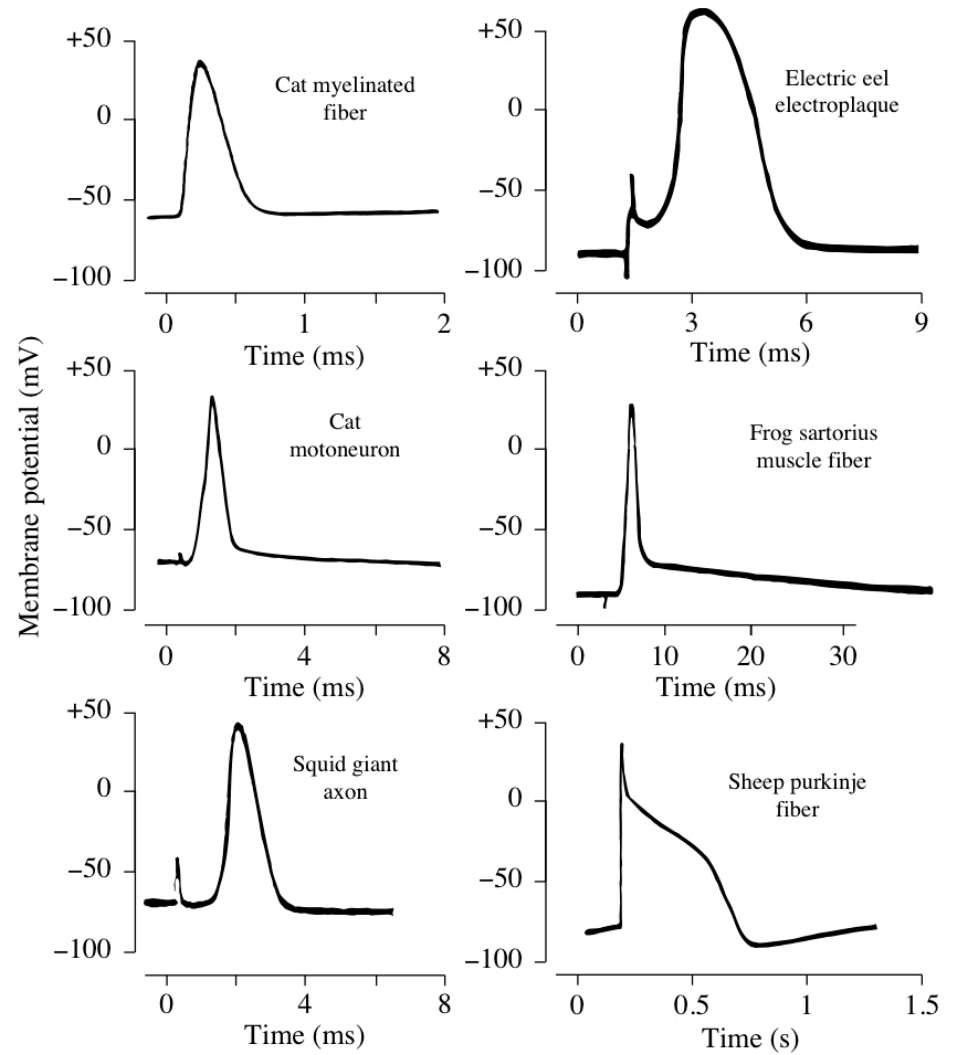 Membrane potential (mV)
+50
0
−50
−100
Cat myelinated
fiber
0
1
2
Time (ms)
+50
0
−50
−100
Electric eel
electroplaque
0
3
6
9
Time (ms)
+50
0
−50
−100
Cat
motoneuron
0
4
8
Time (ms)
+50
0
−50
−100
Frog sartorius
muscle fiber
0
10
20
30
Time (ms)
+50
0
−50
−100
Squid giant
axon
0
4
8
Time (ms)
+50
0
−50
−100
Sheep purkinje
fiber
0
0.5
1
1.5
Time (s)